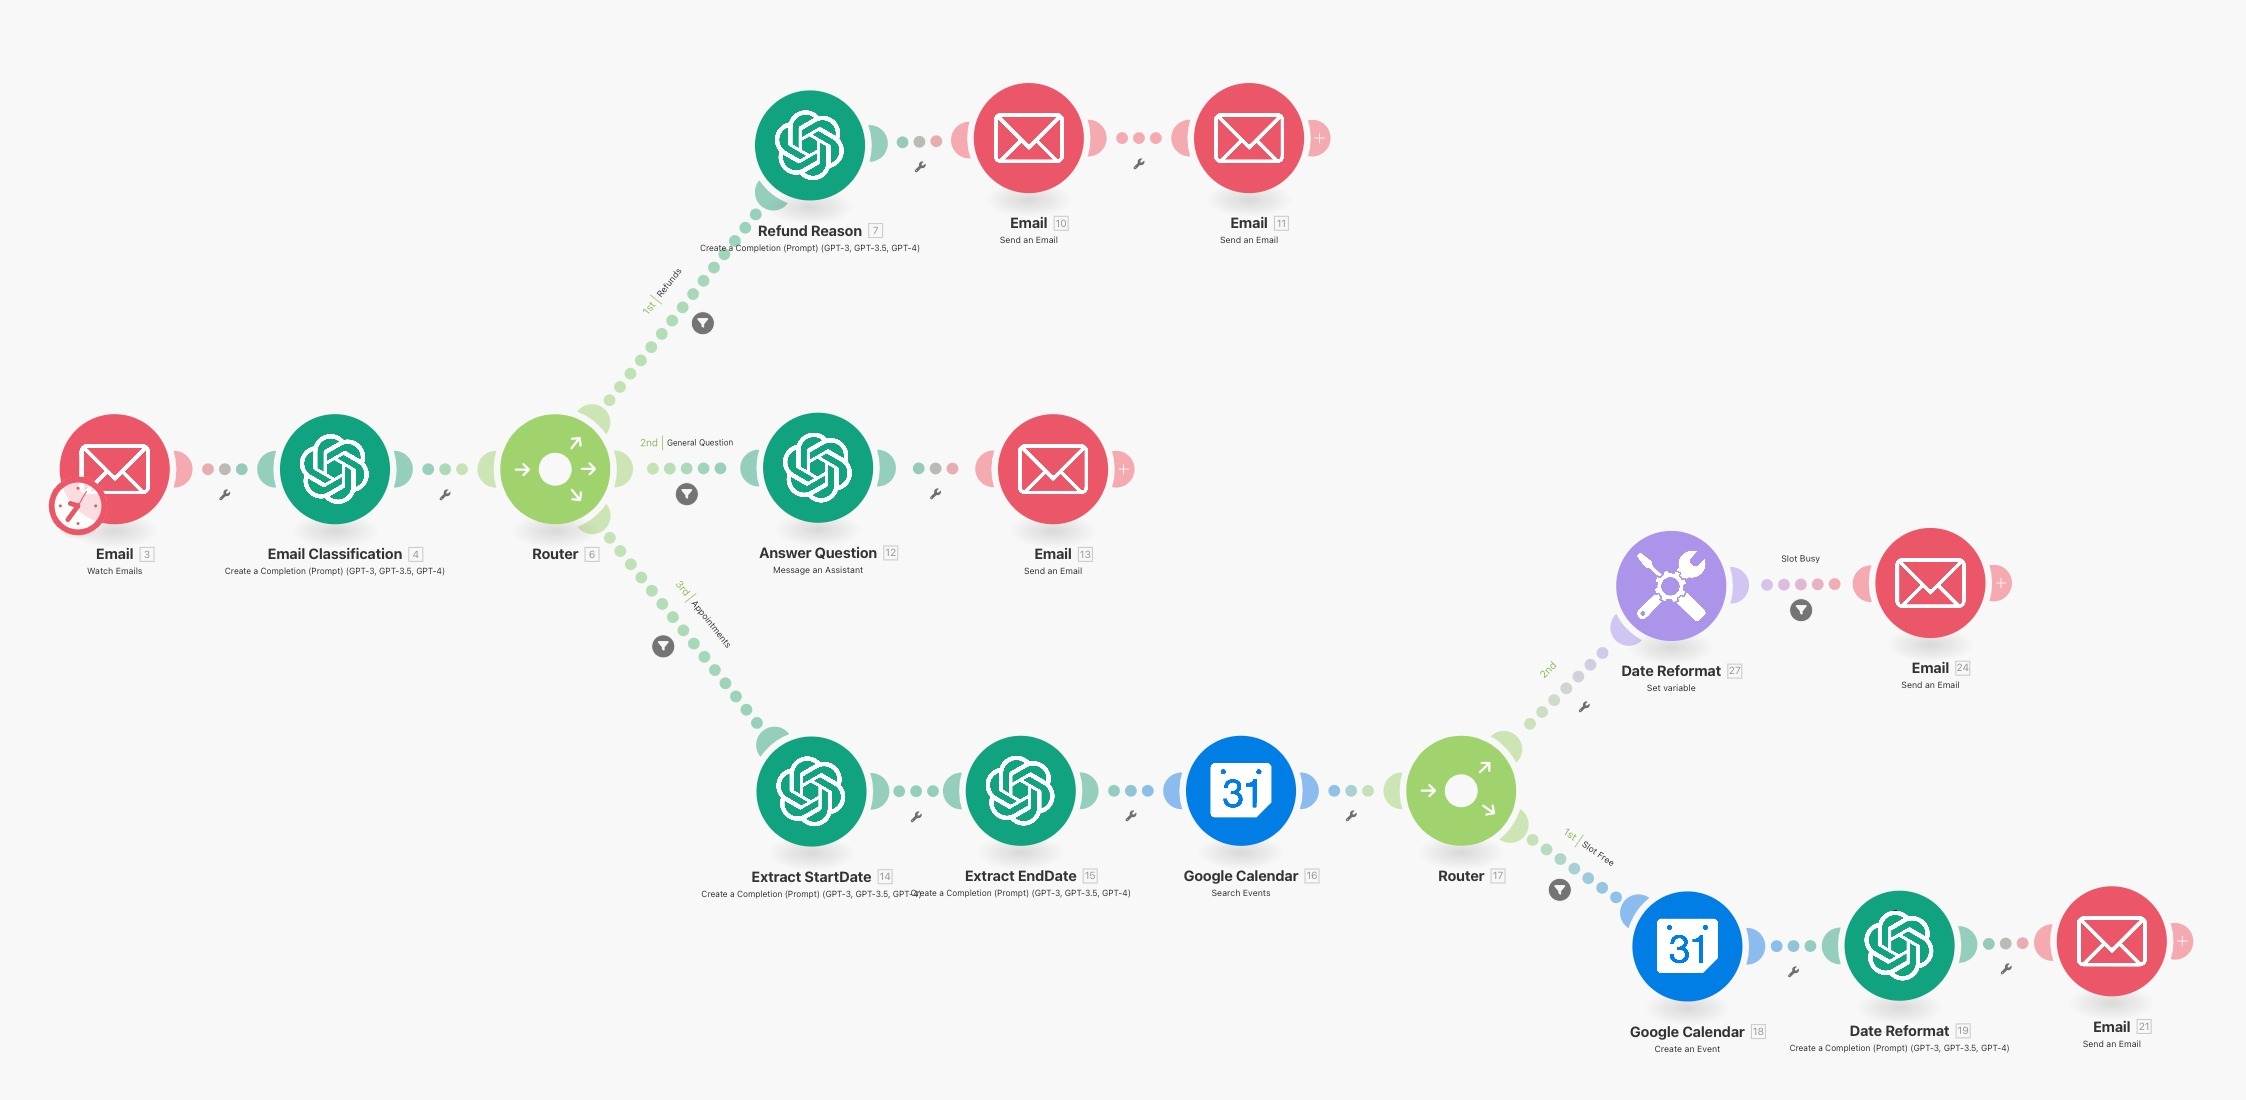 Refund Reason 7
Create a Completion (Prompt) (GPT-3, GPT-3.5, GPT-4)
Email 10
Send an Email
Email 11
Send an Email
1st | Refunds
Email 3
Watch Emails
Email Classification 4
Create a Completion (Prompt) (GPT-3, GPT-3.5, GPT-4)
Router 6
2nd | General Question
Answer Question 12
Message an Assistant
Email 13
Send an Email
3rd | Appointments
Extract StartDate 14
Create a Completion (Prompt) (GPT-3, GPT-3.5, GPT-4)
Extract EndDate 15
Create a Completion (Prompt) (GPT-3, GPT-3.5, GPT-4)
31
Google Calendar 16
Search Events
Router 17
2nd
Date Reformat 27
Set variable
Slot Busy
Email 24
Send an Email
1st | Slot Free
31
Google Calendar 18
Create an Event
Date Reformat 19
Create a Completion (Prompt) (GPT-3, GPT-3.5, GPT-4)
Email 21
Send an Email